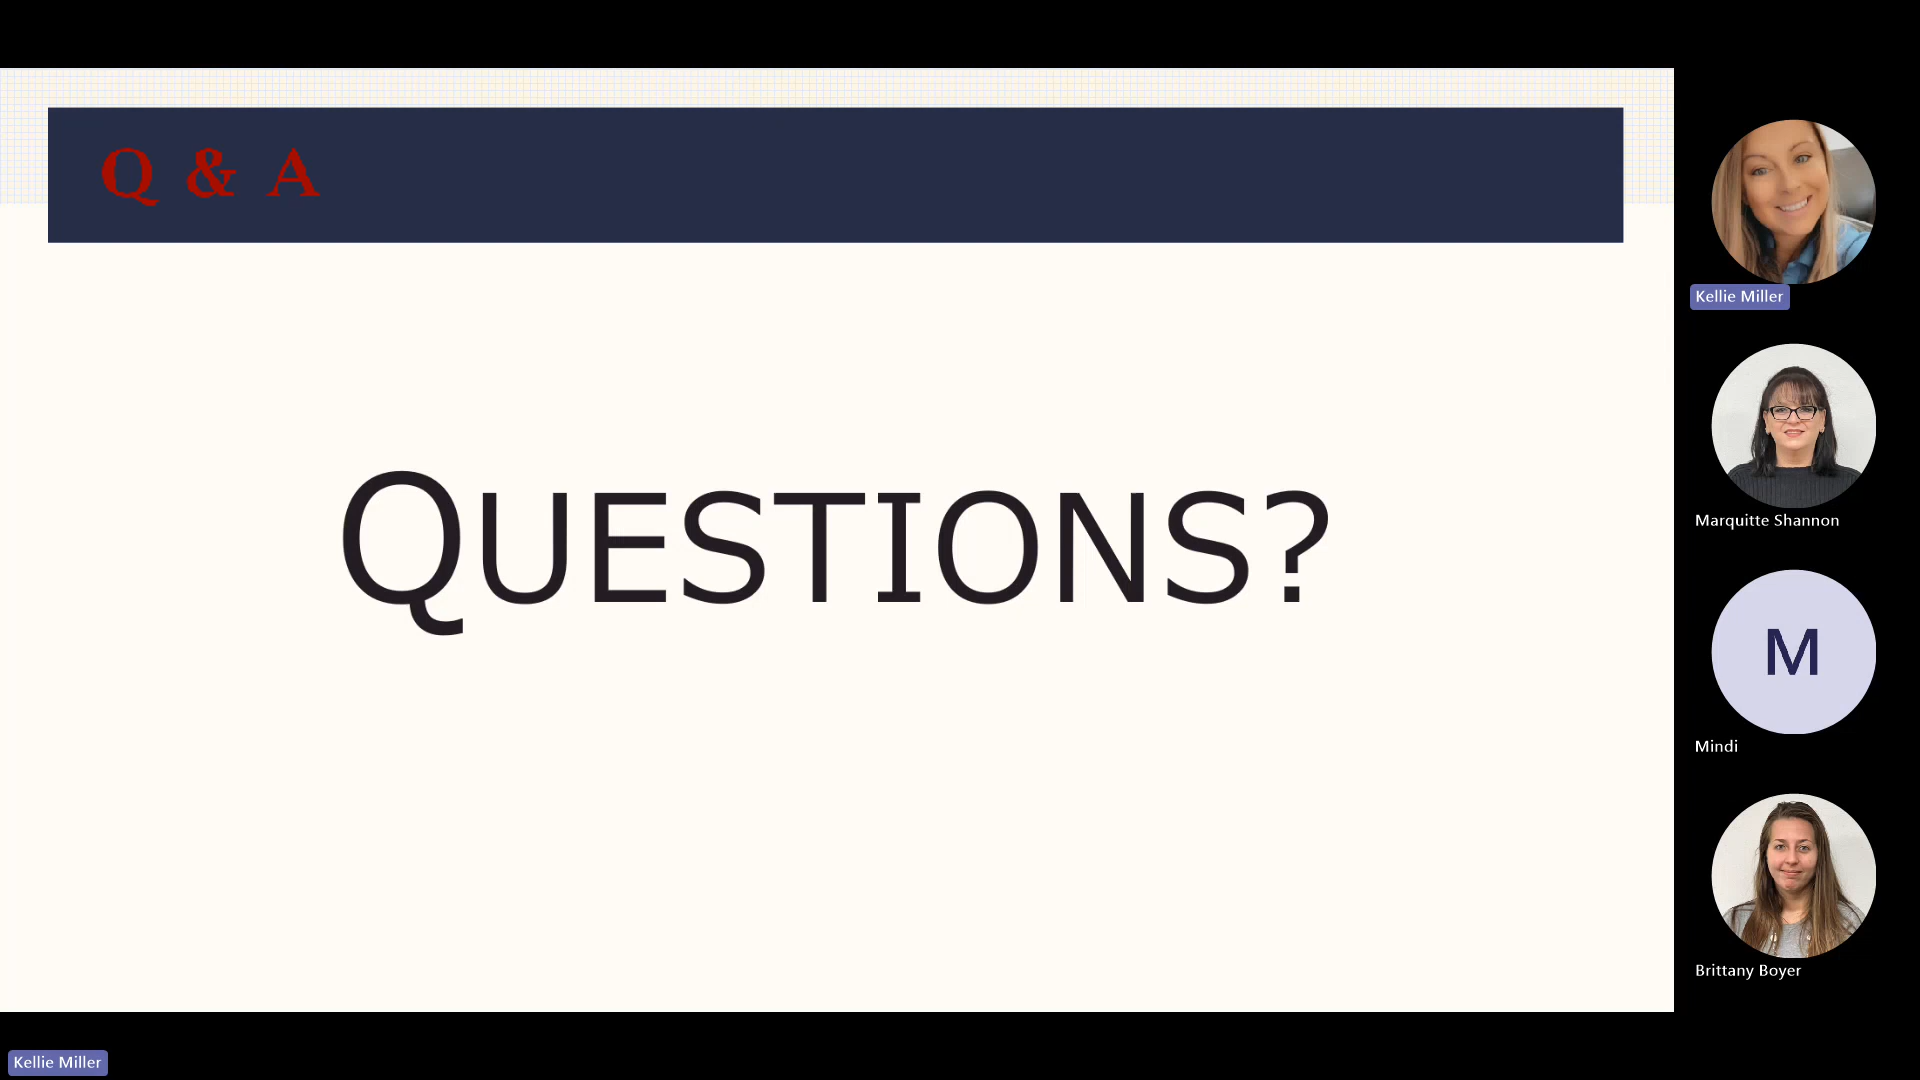 Q & A
QUESTIONS?
Kellie Miller
Marquitte Shannon
M
Mindi
Brittany Boyer
Kellie Miller